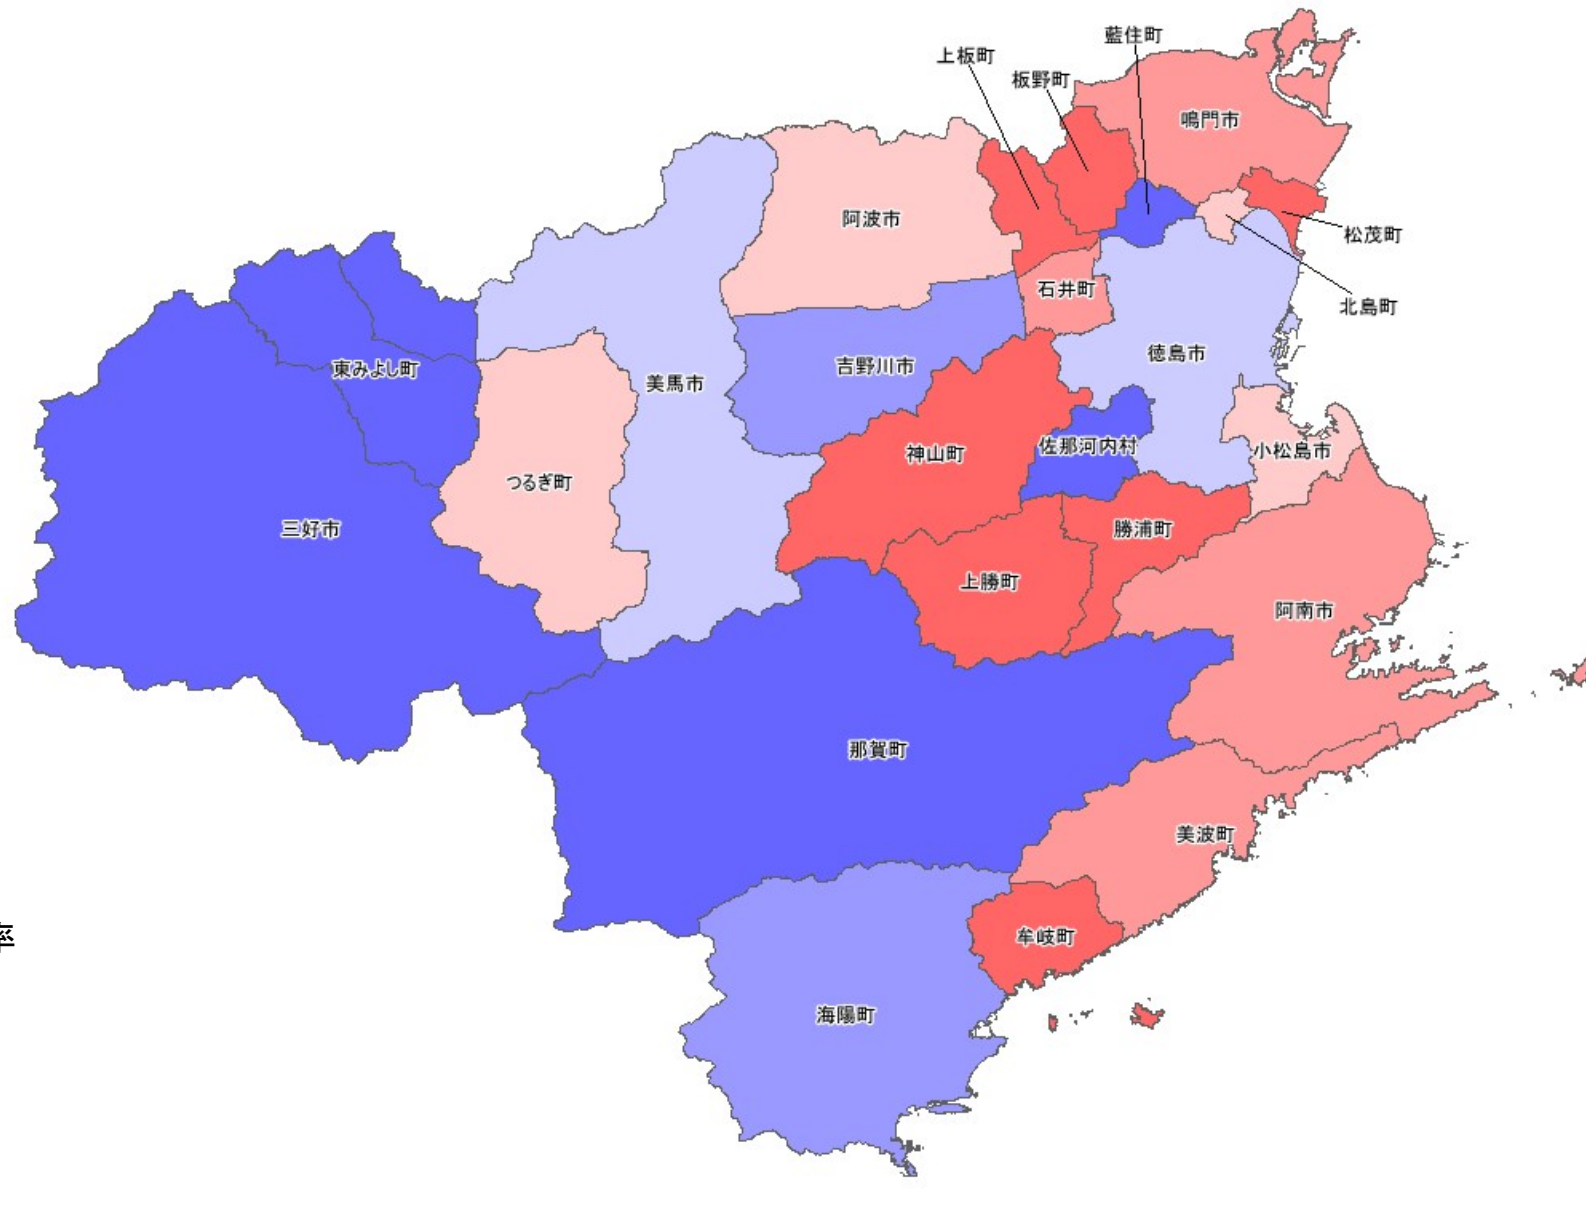 藍住町
上板町
板野町
鳴門市
阿波市
松茂町
石井町
北島町
徳島市
吉野川市
東みよし町
美馬市
神山町
佐那河内村
小松島市
つるぎ町
三好市
勝浦町
上勝町
阿南市
那賀町
美波町
率
牟岐町
海陽町